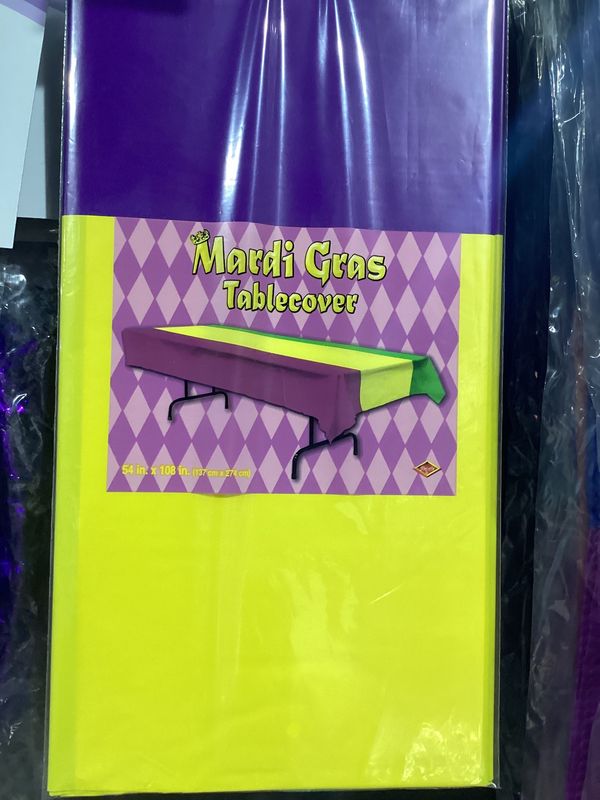 Mardi Gras
Tablecover
54 in. x 108 in. (137 cm x 274 cm)